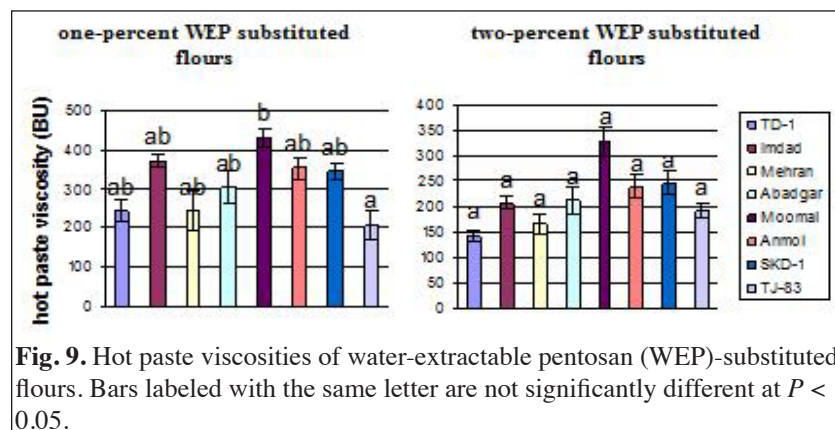 one-percent WEP substituted
flours
hot paste viscosity (BU)
500
400
300
200
100
0
ab
ab
ab
ab
b
ab
ab
a
two-percent WEP substituted
flours
400
350
300
250
200
150
100
50
0
a
a
a
a
a
a
a
a
TD-1
Imdad
Mehran
Abadgar
Moomal
Anmol
SKD-1
TJ-83
Fig. 9. Hot paste viscosities of water-extractable pentosan (WEP)-substituted
flours. Bars labeled with the same letter are not significantly different at P <
0.05.